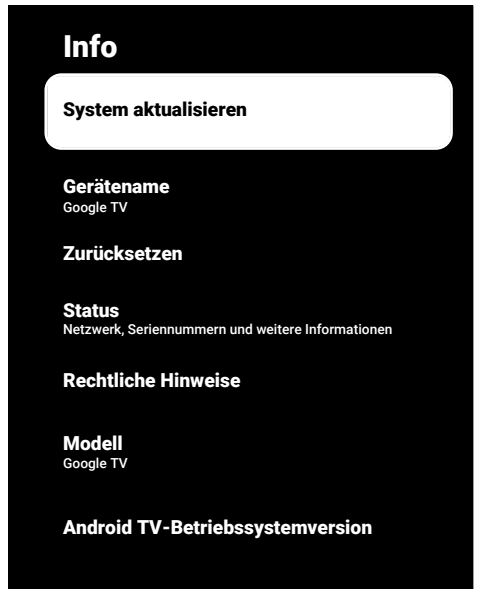 Info
System aktualisieren
Gerätename
Google TV
Zurücksetzen
Status
Netzwerk, Seriennummern und weitere Informationen
Rechtliche Hinweise
Modell
Google TV
Android TV-Betriebssystemversion